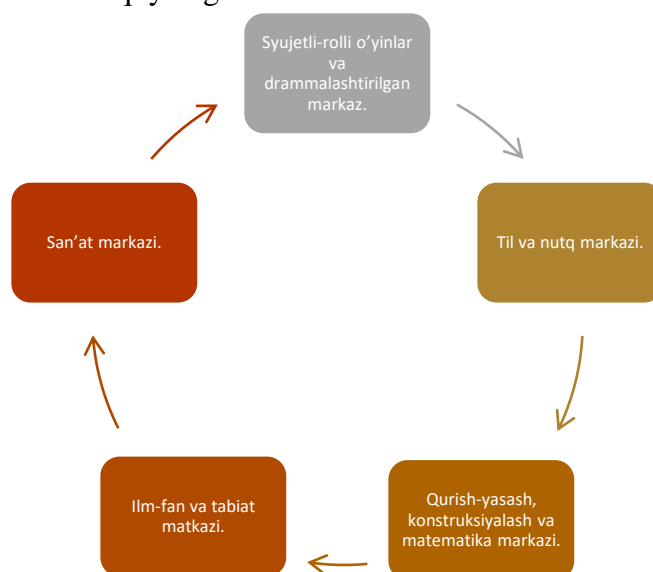 Syujetli-rolli o’yinlar
va
drammalashtirilgan
markaz.
Til va nutq markazi.
Qurish-yasash,
konstruksiyalash va
matematika markazi.
Ilm-fan va tabiat
matkazi.
San’at markazi.